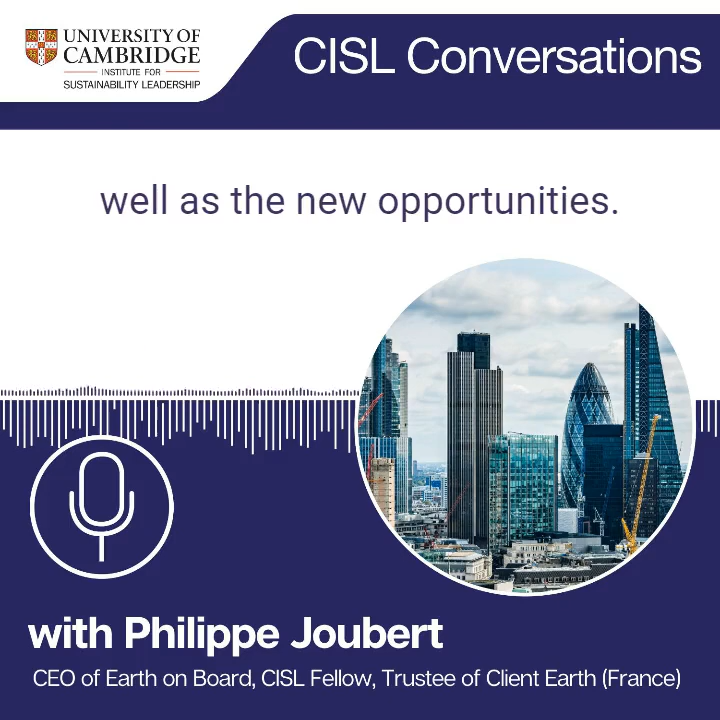 UNIVERSITY OF
CAMBRIDGE
INSTITUTE FOR
SUSTAINABILITY LEADERSHIP
CISL Conversations
well as the new opportunities.
with Philippe Joubert
CEO of Earth on Board, CISL Fellow, Trustee of Client Earth (France)